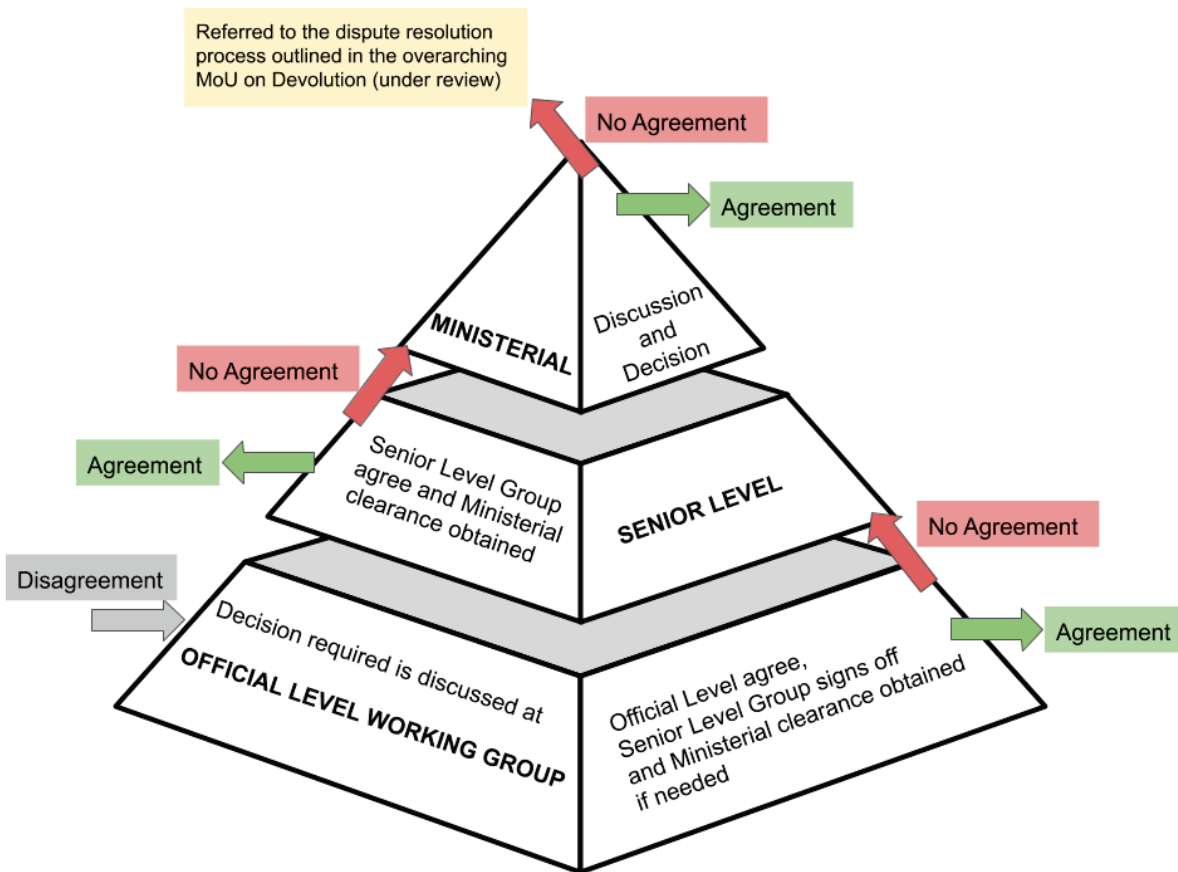 Referred to the dispute resolution
process outlined in the overarching
MoU on Devolution (under review)
No Agreement
Agreement
MINISTERIAL
Discussion
and
Decision
No Agreement
Agreement
Senior Level Group
agree and Ministerial
clearance obtained
SENIOR LEVEL
No Agreement
Disagreement
Decision required is discussed at
OFFICIAL LEVEL WORKING GROUP
Official Level agree,
Senior Level Group signs off
and Ministerial clearance obtained
if needed
Agreement